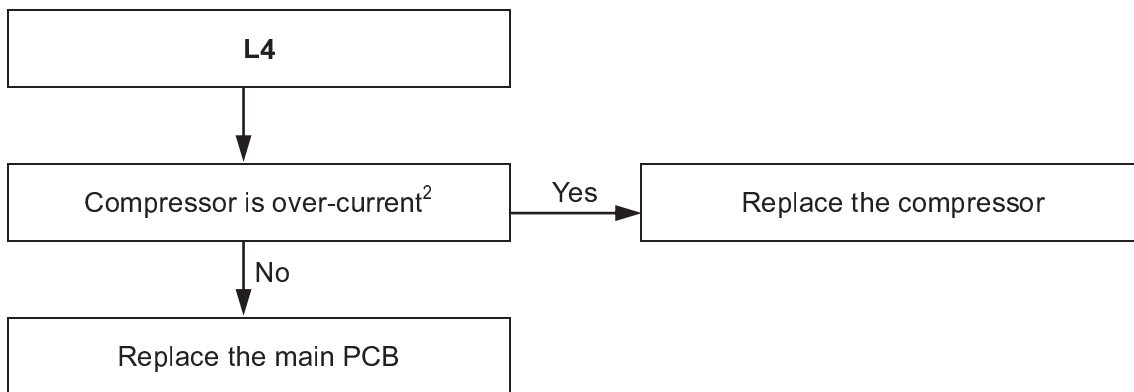 L4
Compressor is over-current²
Yes
Replace the compressor
No
Replace the main PCB